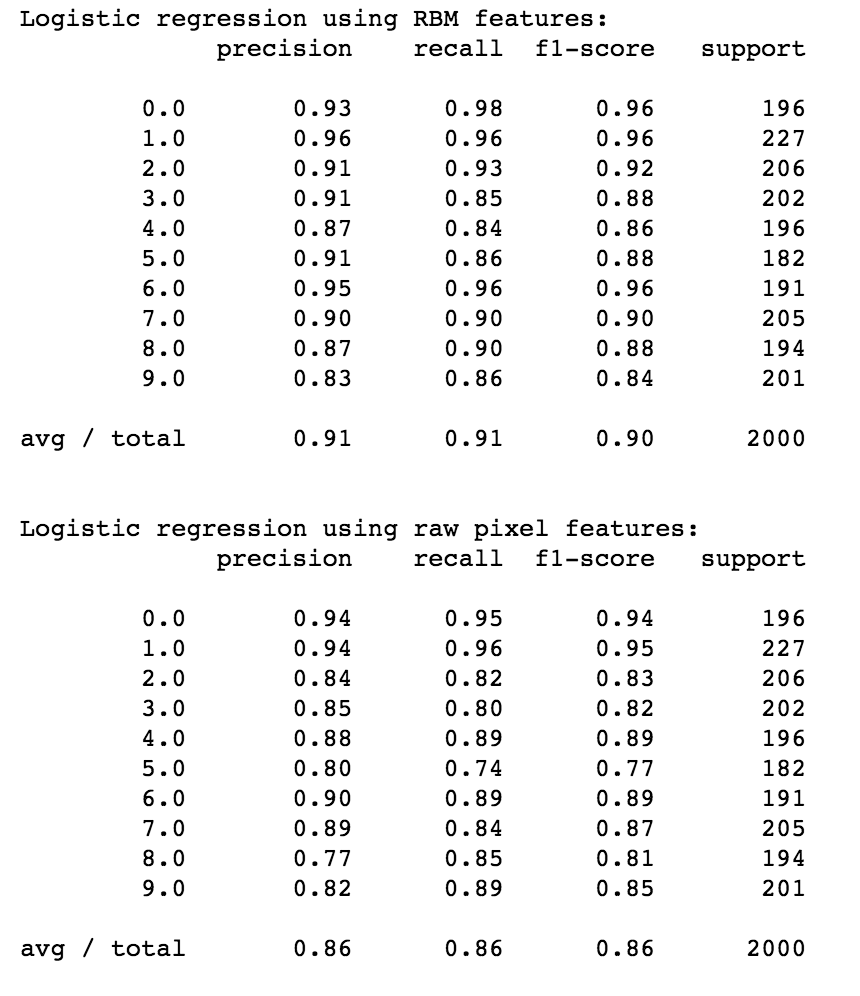 Logistic regression using RBM features:
precision recall f1-score support
0.0 0.93 0.98 0.96 196
1.0 0.96 0.96 0.96 227
2.0 0.91 0.93 0.92 206
3.0 0.91 0.85 0.88 202
4.0 0.87 0.84 0.86 196
5.0 0.91 0.86 0.88 182
6.0 0.95 0.96 0.96 191
7.0 0.90 0.90 0.90 205
8.0 0.87 0.90 0.88 194
9.0 0.83 0.86 0.84 201
avg / total 0.91 0.91 0.90 2000
Logistic regression using raw pixel features:
precision recall f1-score support
0.0 0.94 0.95 0.94 196
1.0 0.94 0.96 0.95 227
2.0 0.84 0.82 0.83 206
3.0 0.85 0.80 0.82 202
4.0 0.88 0.89 0.89 196
5.0 0.80 0.74 0.77 182
6.0 0.90 0.89 0.89 191
7.0 0.89 0.84 0.87 205
8.0 0.77 0.85 0.81 194
9.0 0.82 0.89 0.85 201
avg / total 0.86 0.86 0.86 2000